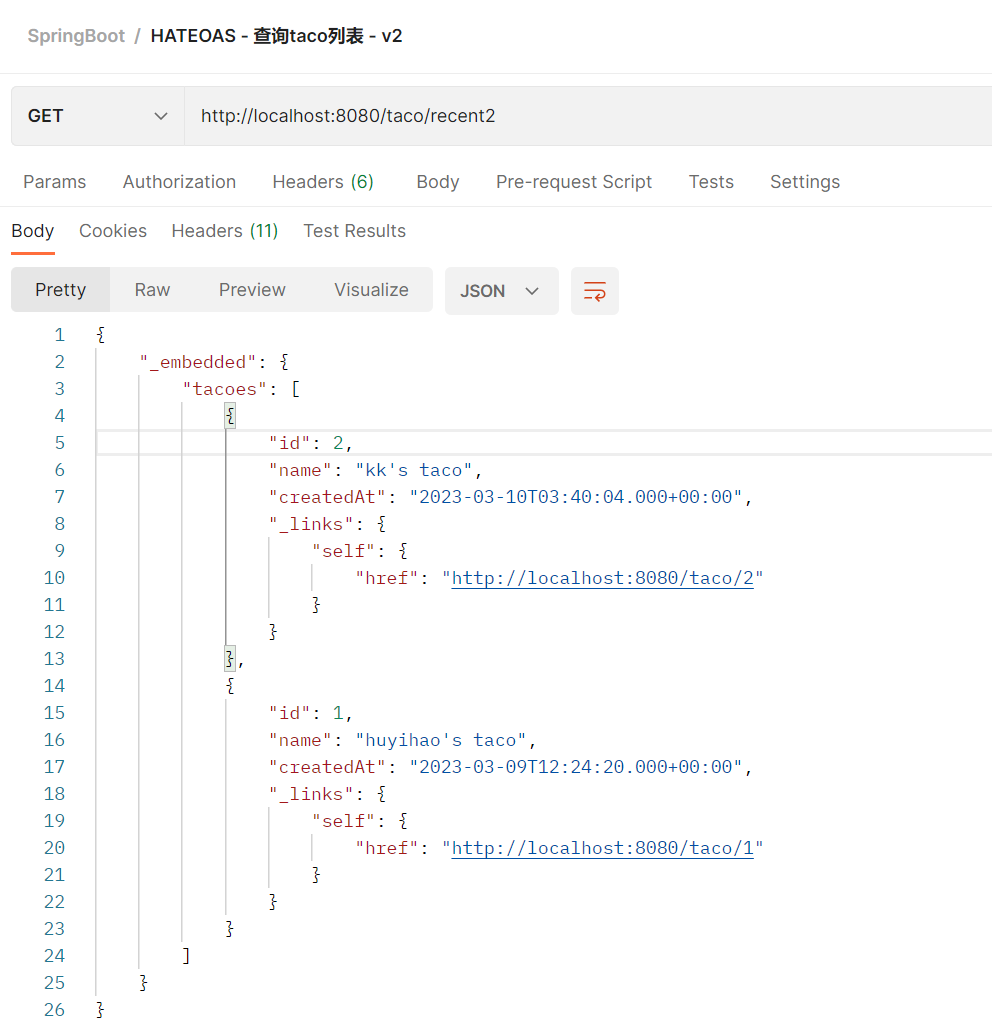 SpringBoot / HATEOAS - 查询taco列表 - v2
GET http://localhost:8080/taco/recent2
Params Authorization Headers (6) Body Pre-request Script Tests Settings
Body Cookies Headers (11) Test Results
Pretty Raw Preview Visualize JSON
1 {
2 "_embedded": {
3 "tacoes": [
4 {
5 "id": 2,
6 "name": "kk's taco",
7 "createdAt": "2023-03-10T03:40:04.000+00:00",
8 "_links": {
9 "self": {
10 "href": "http://localhost:8080/taco/2"
11 }
12 }
13 },
14 {
15 "id": 1,
16 "name": "huyihao's taco",
17 "createdAt": "2023-03-09T12:24:20.000+00:00",
18 "_links": {
19 "self": {
20 "href": "http://localhost:8080/taco/1"
21 }
22 }
23 }
24 ]
25 }
26 }